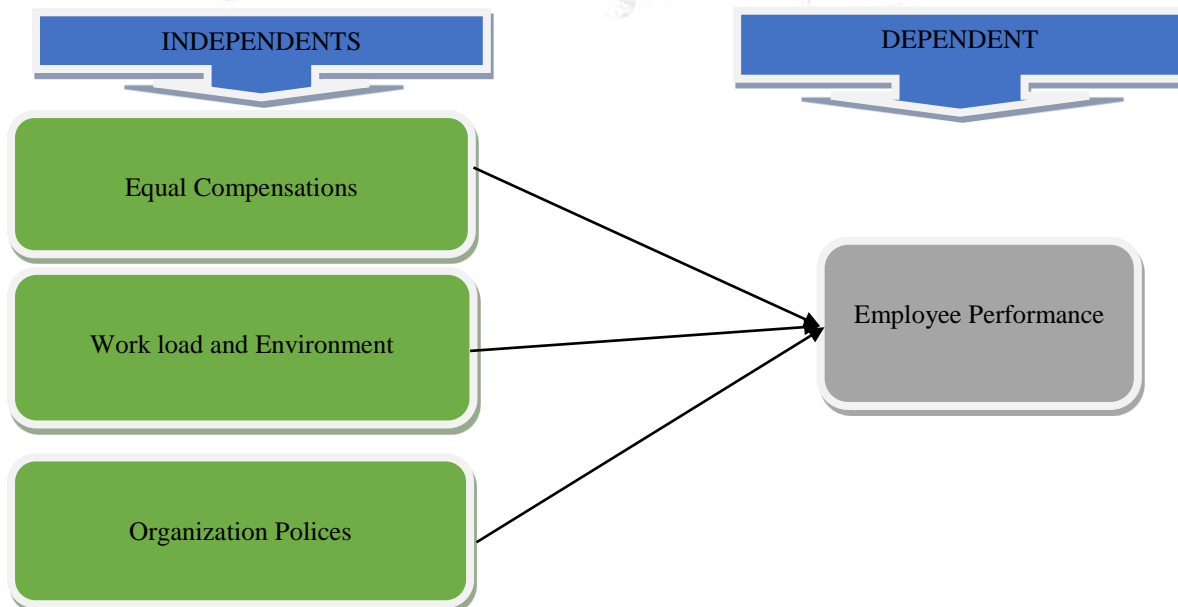 INDEPENDENTS
DEPENDENT
Equal Compensations
Work load and Environment
Employee Performance
Organization Polices